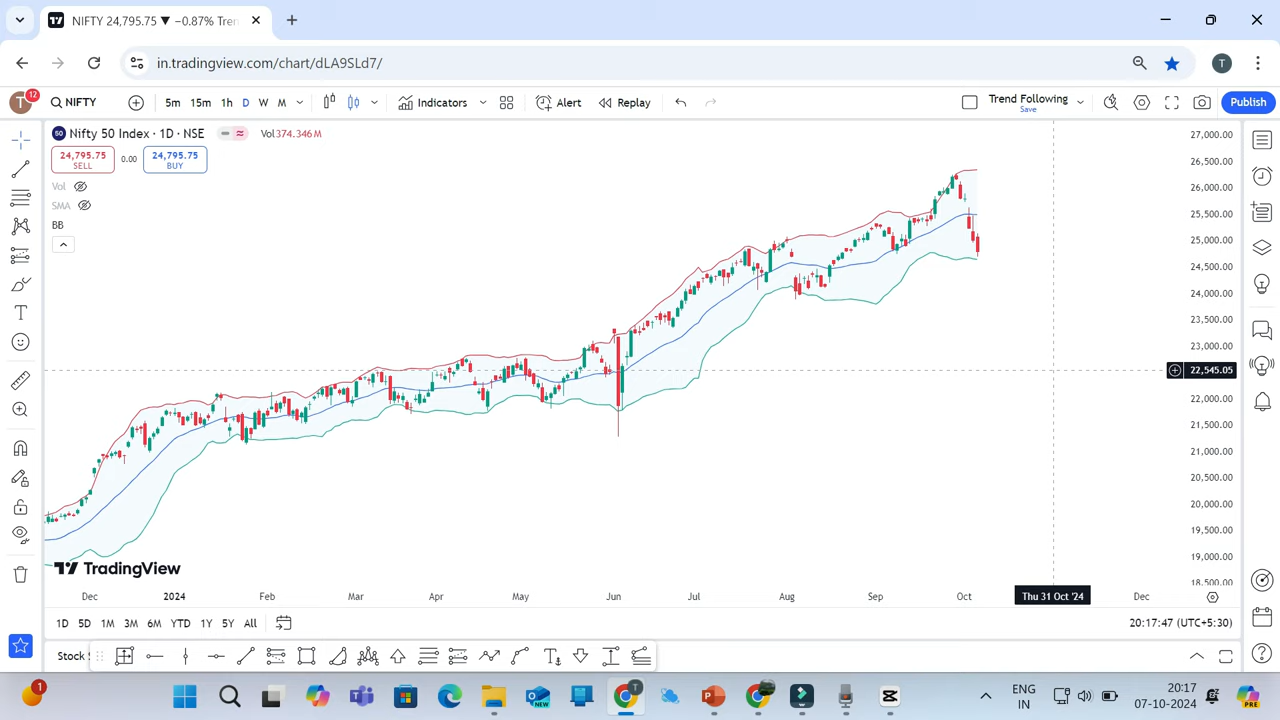 NIFTY 24,795.75 ▼ −0.87% Tren
in.tradingview.com/chart/dLA9SLd7/
T
T 12 NIFTY 5m 15m 1h D W M Indicators Alert Replay Trend Following Save Publish
50 Nifty 50 Index · 1D · NSE Vol374.346 M
24,795.75 SELL 0.00 24,795.75 BUY
Vol
SMA
BB
27,000.00
26,500.00
26,000.00
25,500.00
25,000.00
24,500.00
24,000.00
23,500.00
23,000.00
22,545.05
22,000.00
21,500.00
21,000.00
20,500.00
20,000.00
19,500.00
19,000.00
18,500.00
TradingView
Dec 2024 Feb Mar Apr May Jun Jul Aug Sep Oct Thu 31 Oct '24 Dec
1D 5D 1M 3M 6M YTD 1Y 5Y All 20:17:47 (UTC+5:30)
Stock
1 NEW T ENG IN 20:17 07-10-2024 PRE